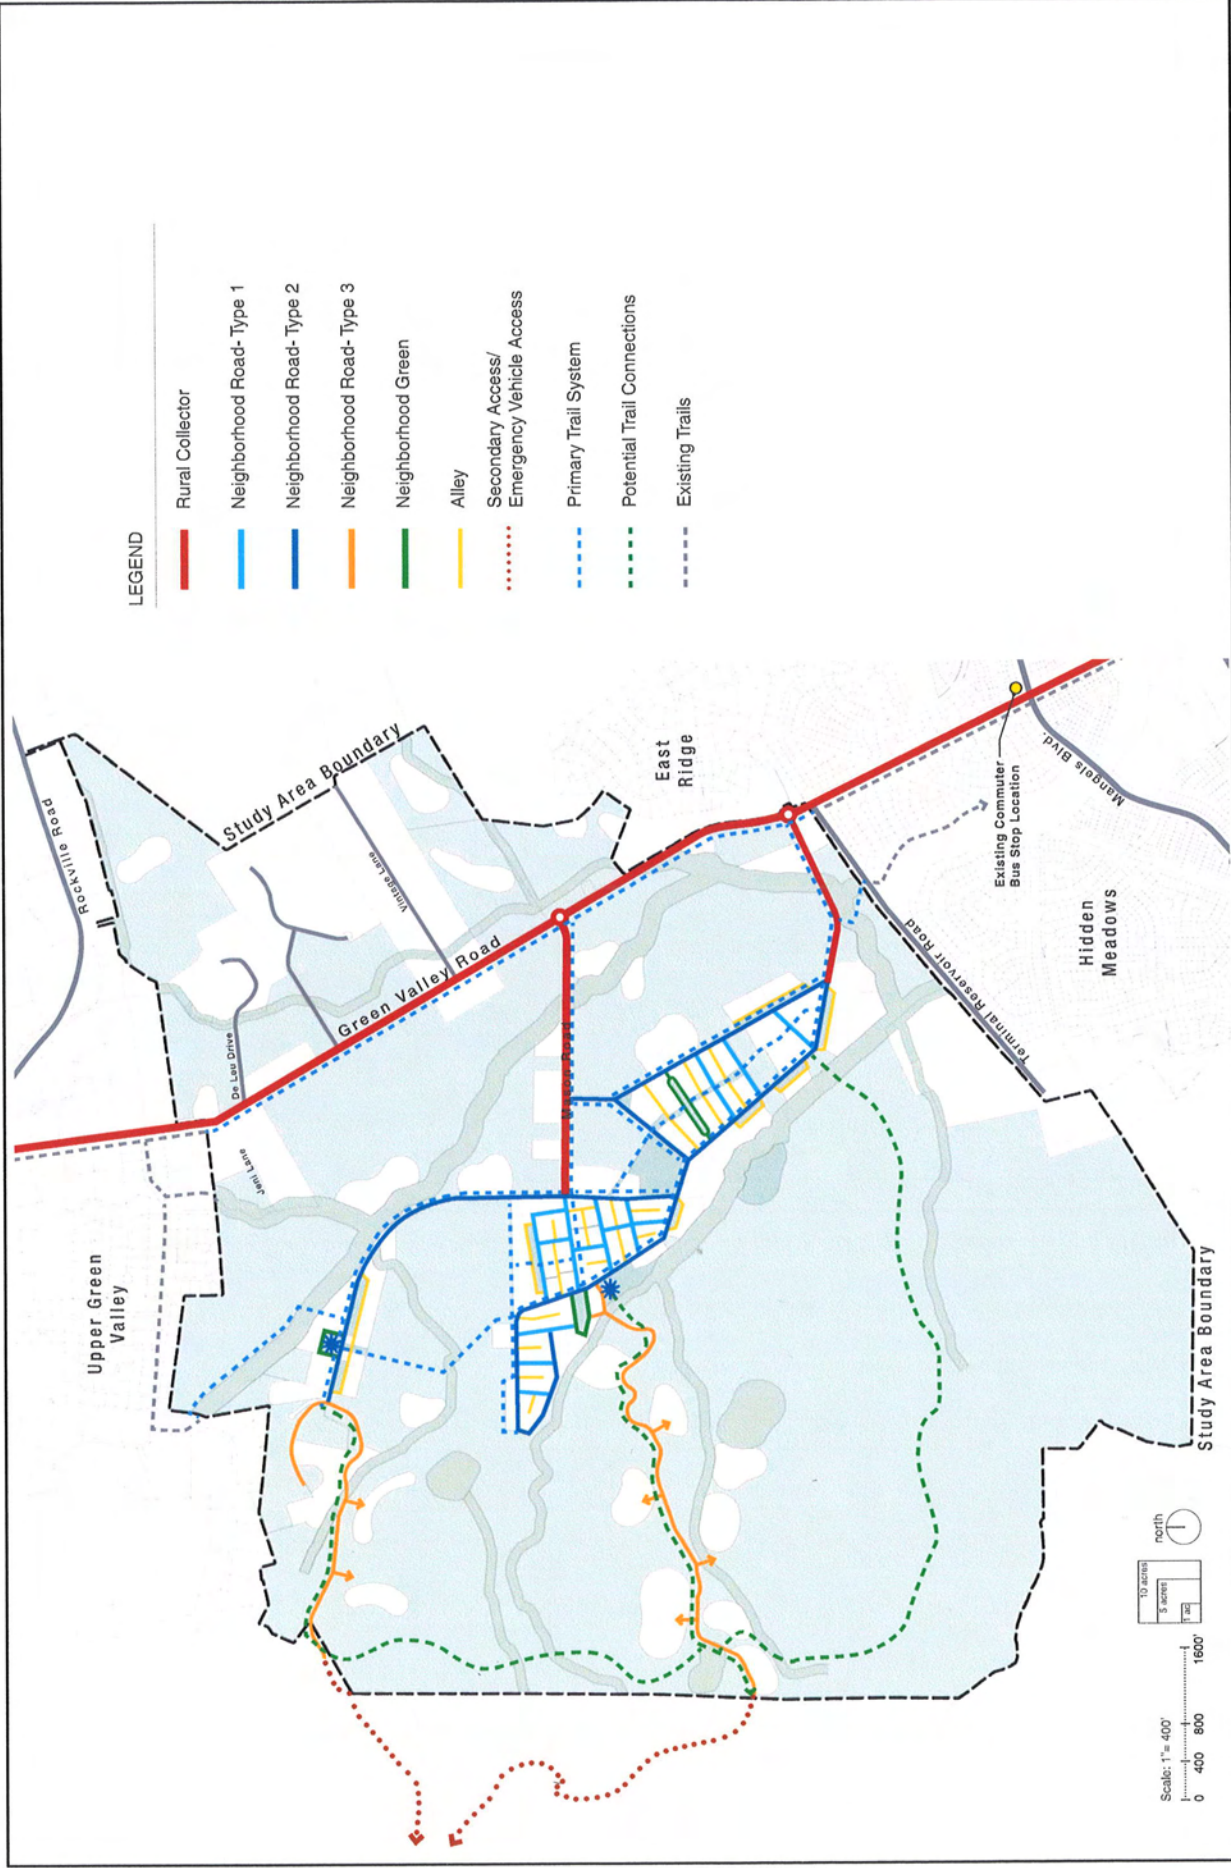 Upper Green
Valley
Rockville Road
De Lou Drive
Jeni Lane
Study Area Boundary
Vintage Lane
Green Valley Road
Mason Road
East
Ridge
Existing Commuter
Bus Stop Location
Mangels Blvd.
Hidden
Meadows
Terminal Reservoir Road
Study Area Boundary
Scale: 1"= 400'
0 400 800 1600'
10 acres
5 acres
1 ac
north
LEGEND
Rural Collector
Neighborhood Road- Type 1
Neighborhood Road- Type 2
Neighborhood Road- Type 3
Neighborhood Green
Alley
Secondary Access/
Emergency Vehicle Access
Primary Trail System
Potential Trail Connections
Existing Trails